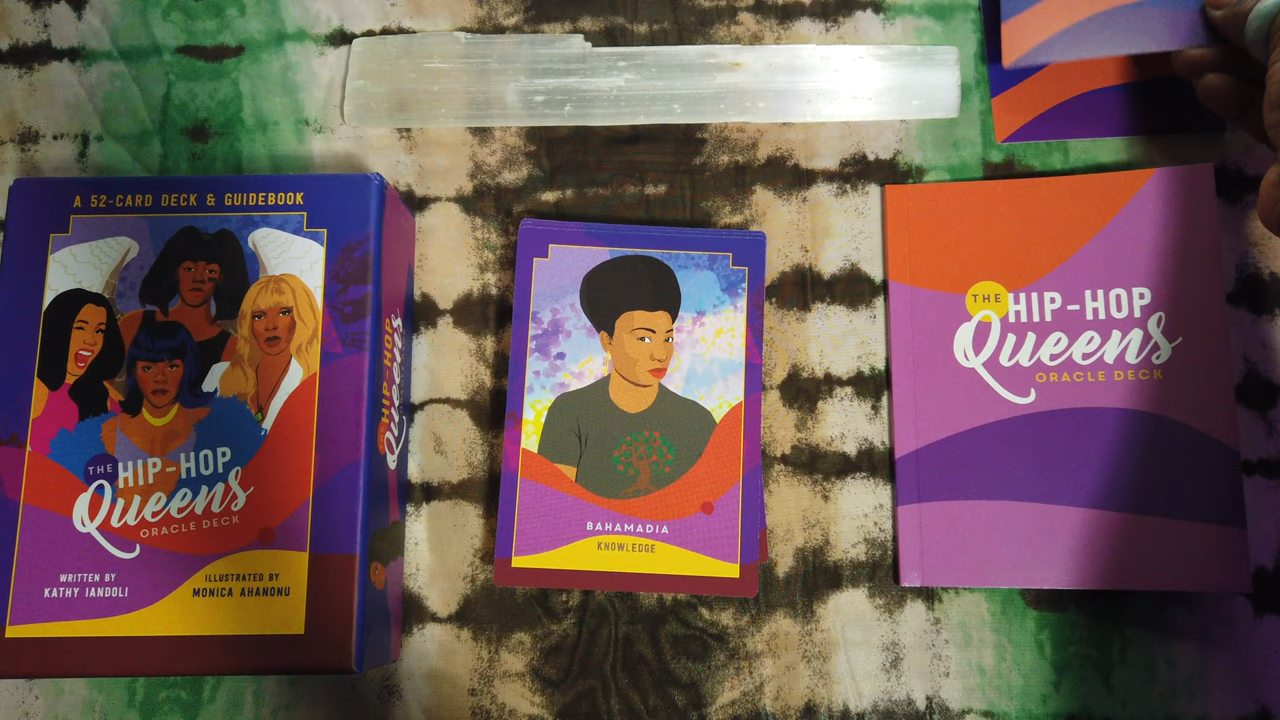 A 52-CARD DECK & GUIDEBOOK
THE HIP-HOP
Queens
ORACLE DECK
WRITTEN BY
KATHY IANDOLI
ILLUSTRATED BY
MONICA AHANONU
HIP-HOP
Queens
BAHAMADIA
KNOWLEDGE
THE HIP-HOP
Queens
ORACLE DECK